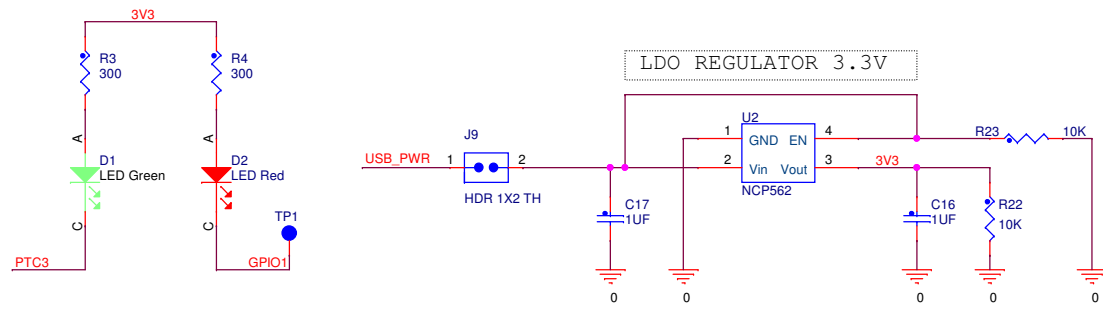 3V3
R3
300
R4
300
A
A
D1
LED Green
D2
LED Red
C
C
TP1
PTC3
GPIO1
LDO REGULATOR 3.3V
J9
1
2
HDR 1X2 TH
USB_PWR
U2
1
GND
EN
4
2
Vin
Vout
3
NCP562
3V3
R23
10K
C17
1UF
C16
1UF
R22
10K
0
0
0
0
0